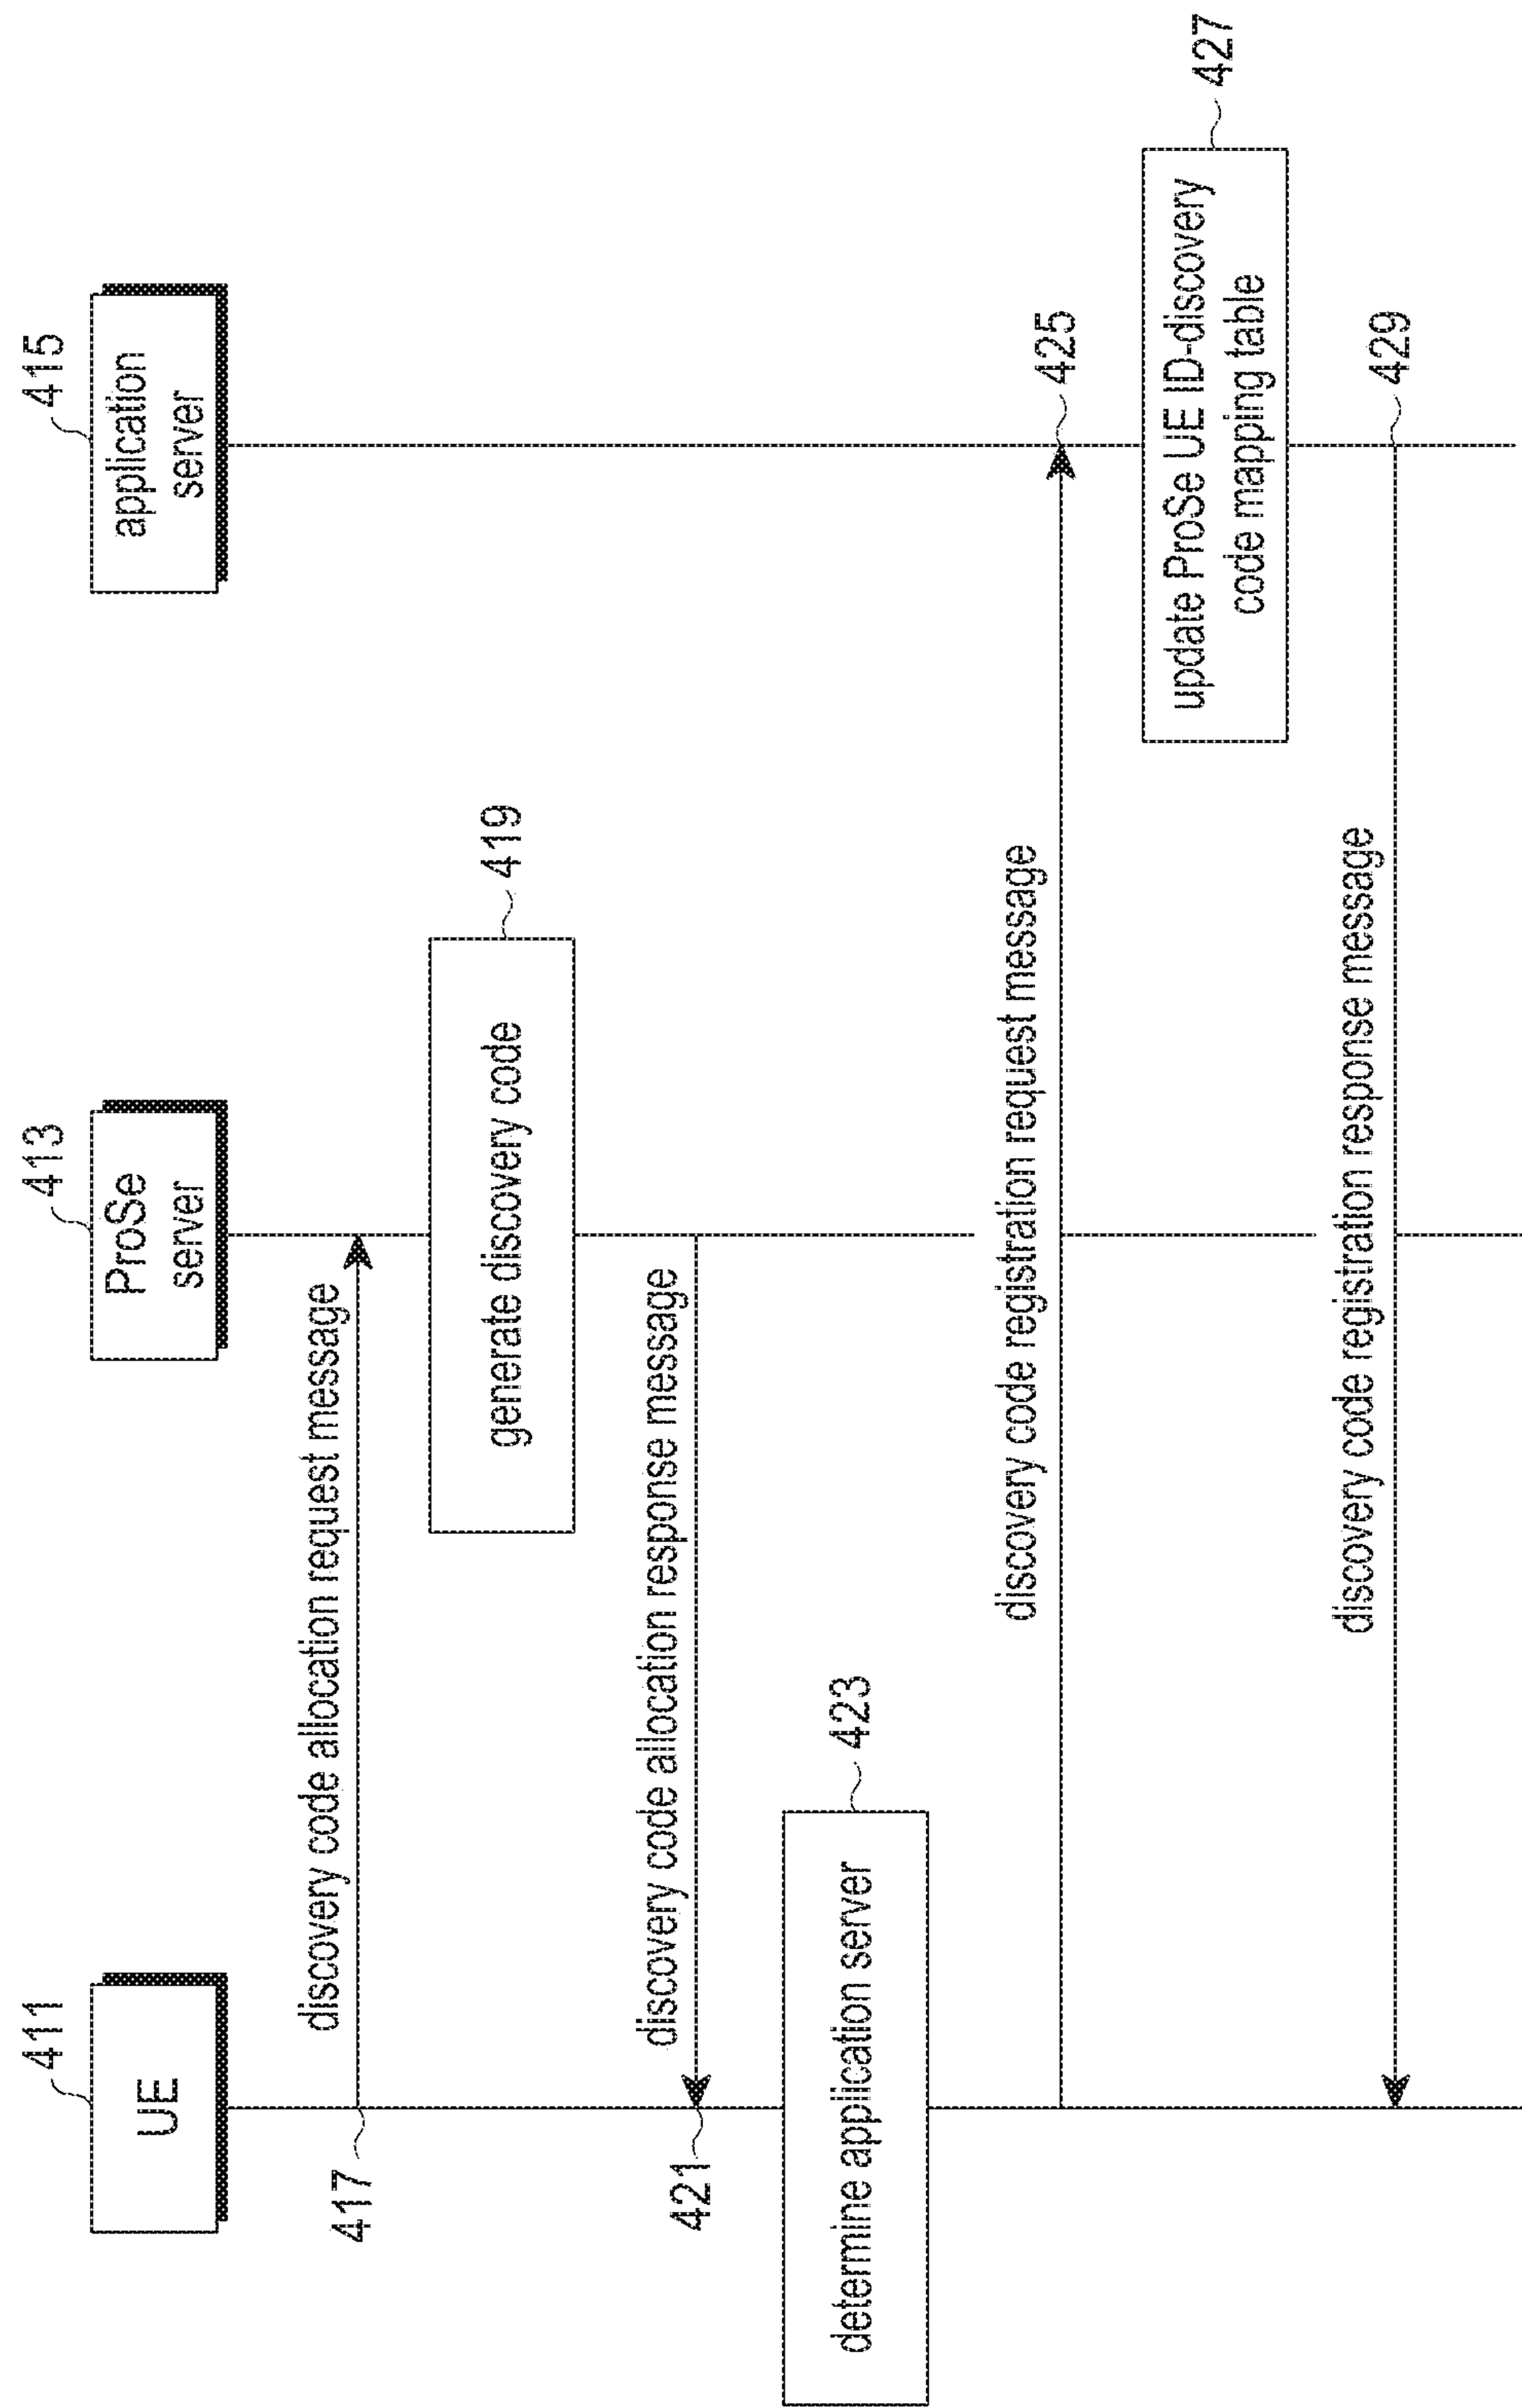 411
UE
413
ProSe
server
415
application
server
discovery code allocation request message
417
generate discovery code
419
discovery code allocation response message
421
determine application server
423
discovery code registration request message
425
update ProSe UE ID-discovery
code mapping table
427
discovery code registration response message
429